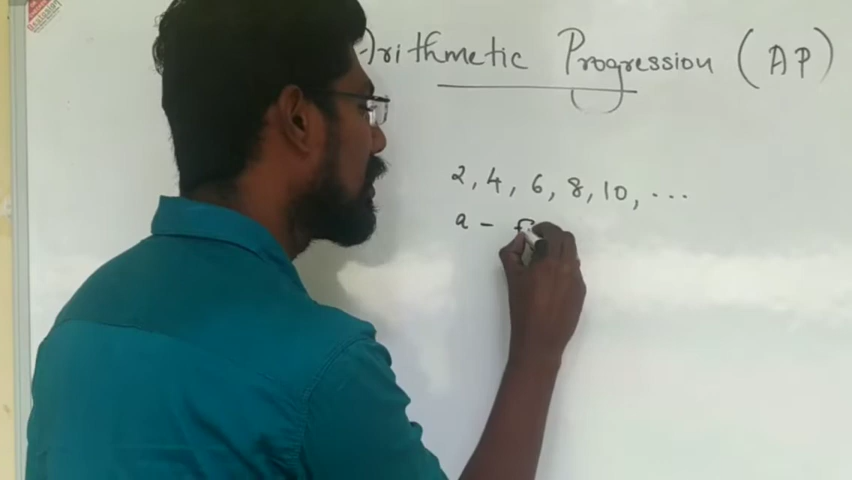 Arithmetic Progression (AP)
2, 4, 6, 8, 10, ...
a - f